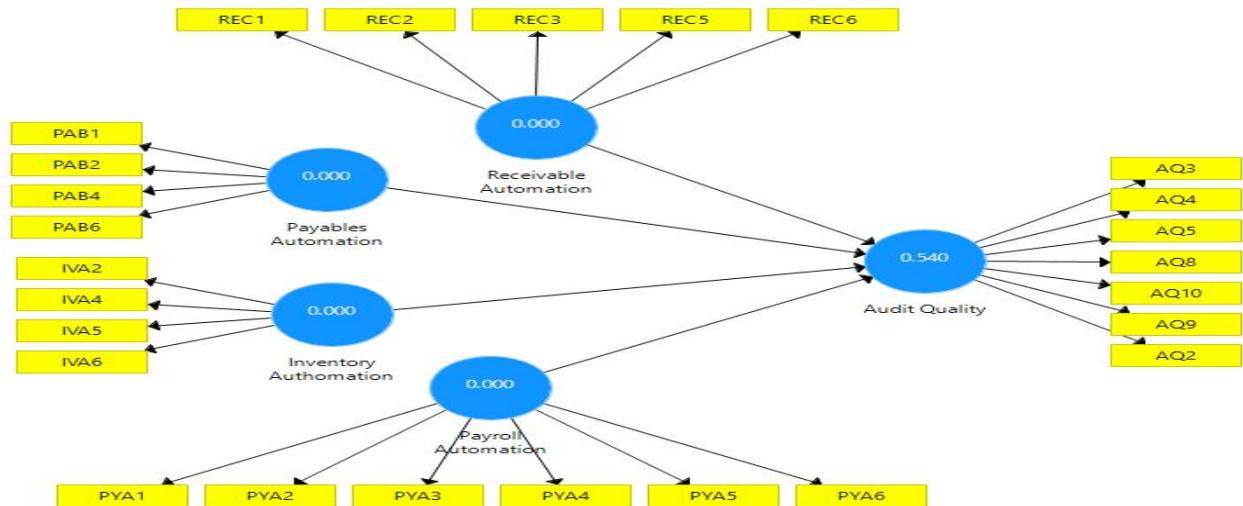 REC1
REC2
REC3
REC5
REC6
0.000
Receivable
Automation
PAB1
PAB2
PAB4
PAB6
0.000
Payables
Automation
IVA2
IVA4
IVA5
IVA6
0.000
Inventory
Authomation
0.000
Payroll
Automation
PYA1
PYA2
PYA3
PYA4
PYA5
PYA6
0.540
Audit Quality
AQ3
AQ4
AQ5
AQ8
AQ10
AQ9
AQ2